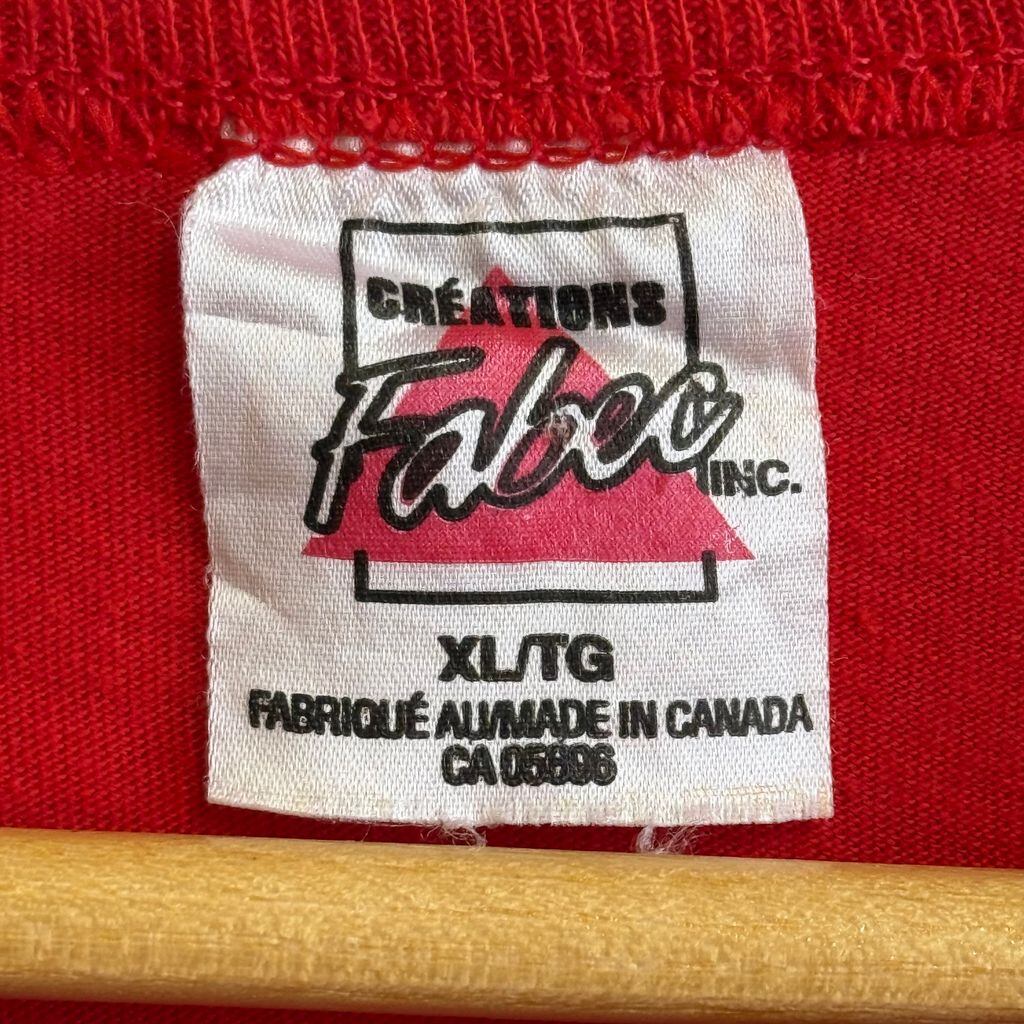 CRÉATIONS
Fabec
INC.
XL/TG
FABRIQUÉ AU/MADE IN CANADA
CA 05696